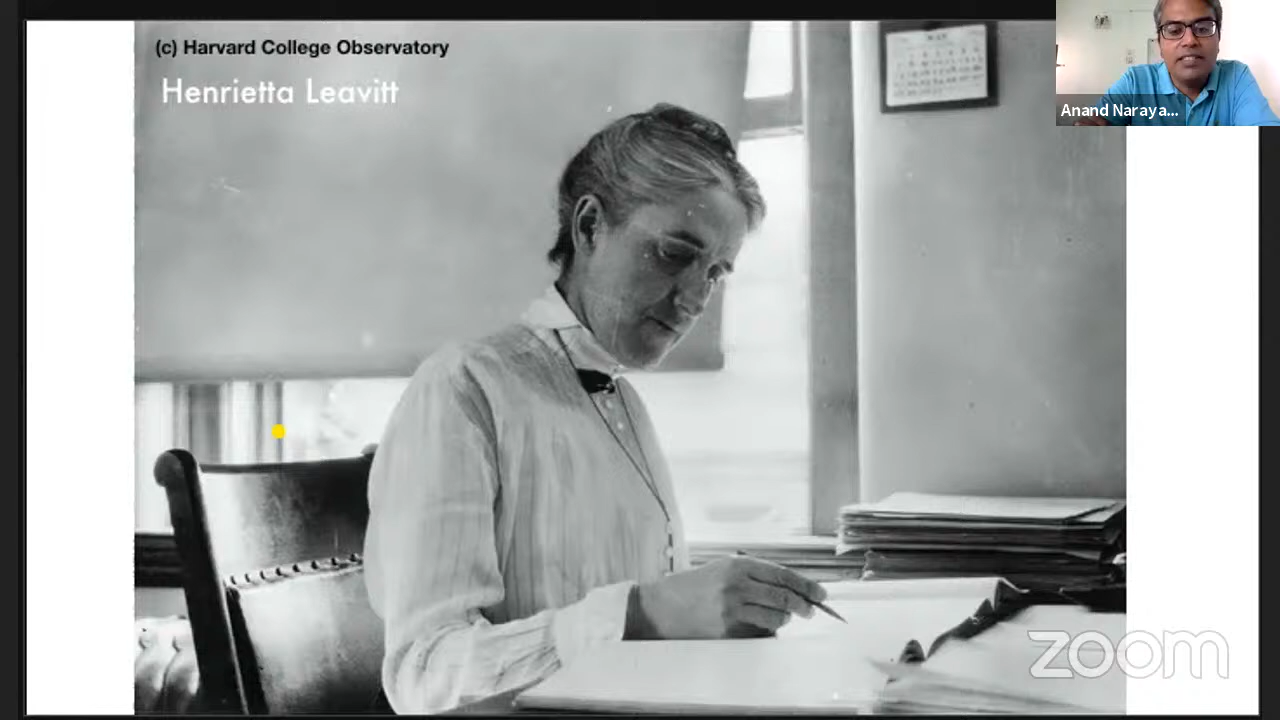 (c) Harvard College Observatory
Henrietta Leavitt
Anand Naraya...
zoom